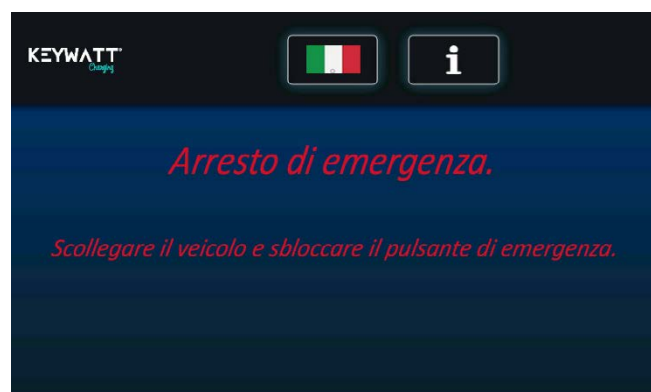 KEYWATT
Charging
i
Arresto di emergenza.
Scollegare il veicolo e sbloccare il pulsante di emergenza.